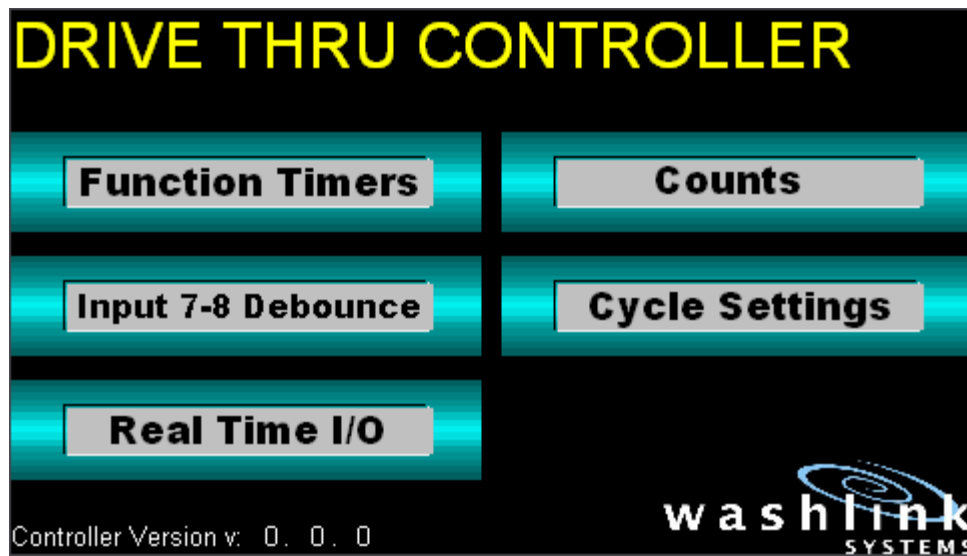 DRIVE THRU CONTROLLER
Function Timers
Counts
Input 7-8 Debounce
Cycle Settings
Real Time I/O
Controller Version v: 0. 0. 0
washlink
SYSTEMS